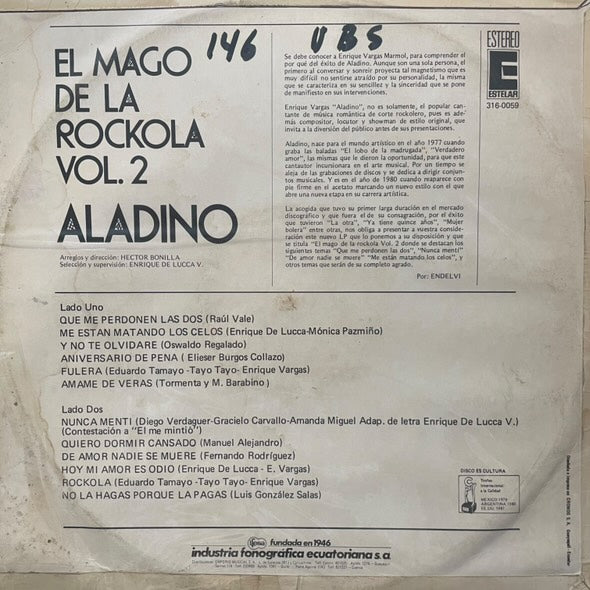 146 UBS
EL MAGO
DE LA
ROCKOLA
VOL. 2
ALADINO
Arreglos y dirección: HECTOR BONILLA
Selección y supervisión: ENRIQUE DE LUCCA V.
Se debe conocer a Enrique Vargas Marmol, para comprender el
por qué del éxito de Aladino. Aunque son una sola persona, el
primero al conversar y sonreir proyecta tal magnetismo que es
muy difícil no sentirse atraído por su personalidad, la misma
que se caracteriza en su sencillez y la sinceridad que se pone
de manifiesto en sus intervenciones.
Enrique Vargas "Aladino", no es solamente, el popular can-
tante de música romántica de corte rockolero, pues es ade-
más compositor, locutor y showman de estilo original, que
invita a la diversión del público antes de sus presentaciones.
Aladino, nace para el mundo artístico en el año 1977 cuando
graba las baladas "El lobo de la madrugada", "Verdadero
amor", las mismas que le dieron la oportunidad, para que este
cantautor incursionara en el arte musical. Por un tiempo se
aleja de las grabaciones de discos y se dedica a dirigir conjun-
tos musicales. Y es en el año de 1980 cuando reaparece con
pie firme en el acetato marcando un nuevo estilo con el que
abre una nueva etapa en su carrera artística.
La acogida que tuvo su primer larga duración en el mercado
discográfico y que fuera el de su consagración, por el éxito
que tuvieron "La otra", "Ya tiene quince años", "Mujer
bolera" entre otras, nos obliga a presentar a vuestra conside-
ración este nuevo LP que lo ponemos a su disposición y que
se titula "El mago de la rockola Vol. 2 donde se destacan los
siguientes temas "Que me perdonen las dos", "Nunca mentí"
"De amor nadie se muere" "Me están matando los celos", y
otros temas que serán de su completo agrado.
Por: ENDELVI
ESTEREO
E
ESTELAR
316-0059
Lado Uno
QUE ME PERDONEN LAS DOS (Raúl Vale)
ME ESTAN MATANDO LOS CELOS (Enrique De Lucca-Mónica Pazmiño)
Y NO TE OLVIDARE (Oswaldo Regalado)
ANIVERSARIO DE PENA ( Elieser Burgos Collazo)
FULERA (Eduardo Tamayo -Tayo Tayo- Enrique Vargas)
AMAME DE VERAS (Tormenta y M. Barabino )
Lado Dos
NUNCA MENTI (Diego Verdaguer-Gracielo Carvallo-Amanda Miguel Adap. de letra Enrique De Lucca V.)
(Contestación a "El me mintió")
QUIERO DORMIR CANSADO (Manuel Alejandro)
DE AMOR NADIE SE MUERE (Fernando Rodríguez)
HOY MI AMOR ES ODIO (Enrique De Lucca - E. Vargas)
ROCKOLA (Eduardo Tamayo -Tayo Tayo- Enrique Vargas)
NO LA HAGAS PORQUE LA PAGAS (Luis González Salas)
DISCO ES CULTURA
Trofeo
Internacional
a la Calidad
MEXICO 1979
ARGENTINA 1980
EE.UU. 1981
ifesa fundada en 1946
industria fonográfica ecuatoriana s.a.